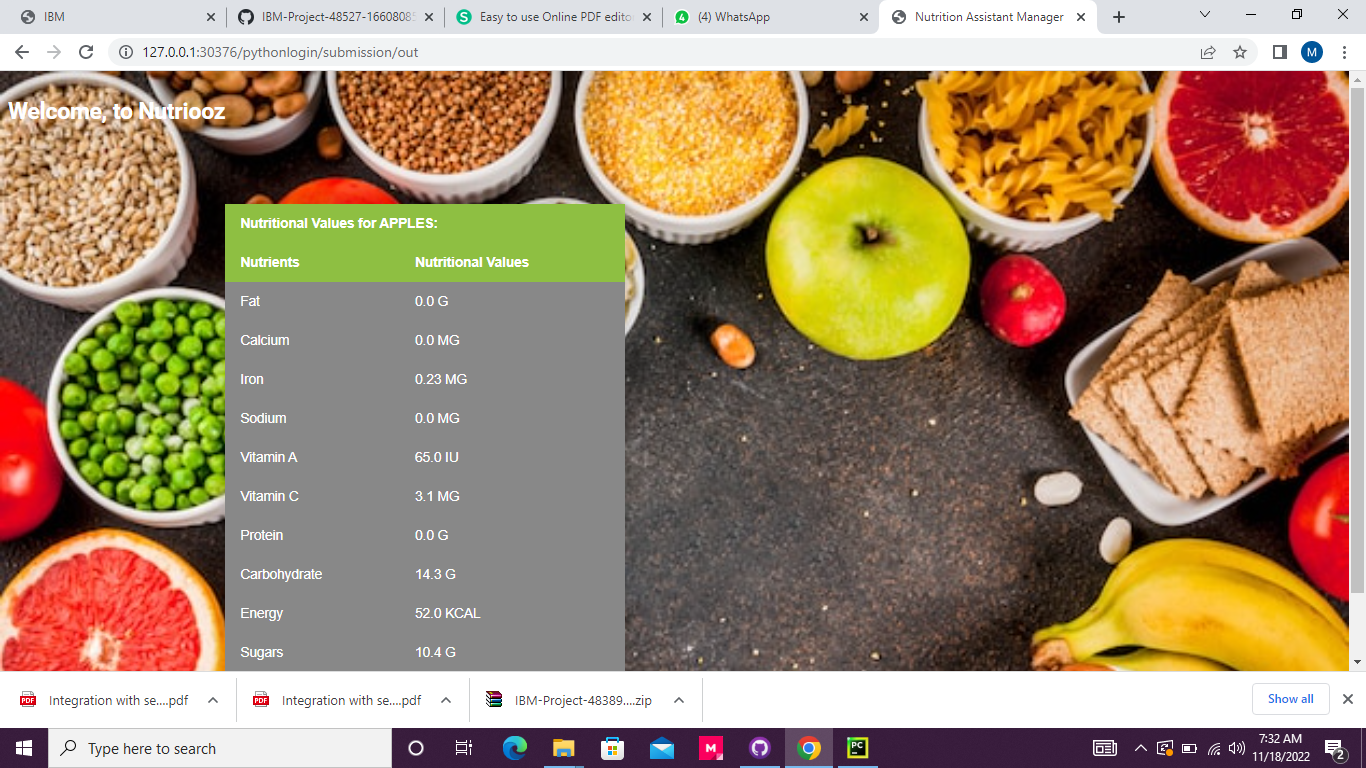 IBM
IBM-Project-48527-16608085
Easy to use Online PDF editor
(4) WhatsApp
Nutrition Assistant Manager
127.0.0.1:30376/pythonlogin/submission/out
M
Welcome, to Nutriooz
Nutritional Values for APPLES:
Nutrients Nutritional Values
Fat 0.0 G
Calcium 0.0 MG
Iron 0.23 MG
Sodium 0.0 MG
Vitamin A 65.0 IU
Vitamin C 3.1 MG
Protein 0.0 G
Carbohydrate 14.3 G
Energy 52.0 KCAL
Sugars 10.4 G
PDF Integration with se....pdf
PDF Integration with se....pdf
IBM-Project-48389....zip
Show all
Type here to search
M
PC
7:32 AM
11/18/2022
2